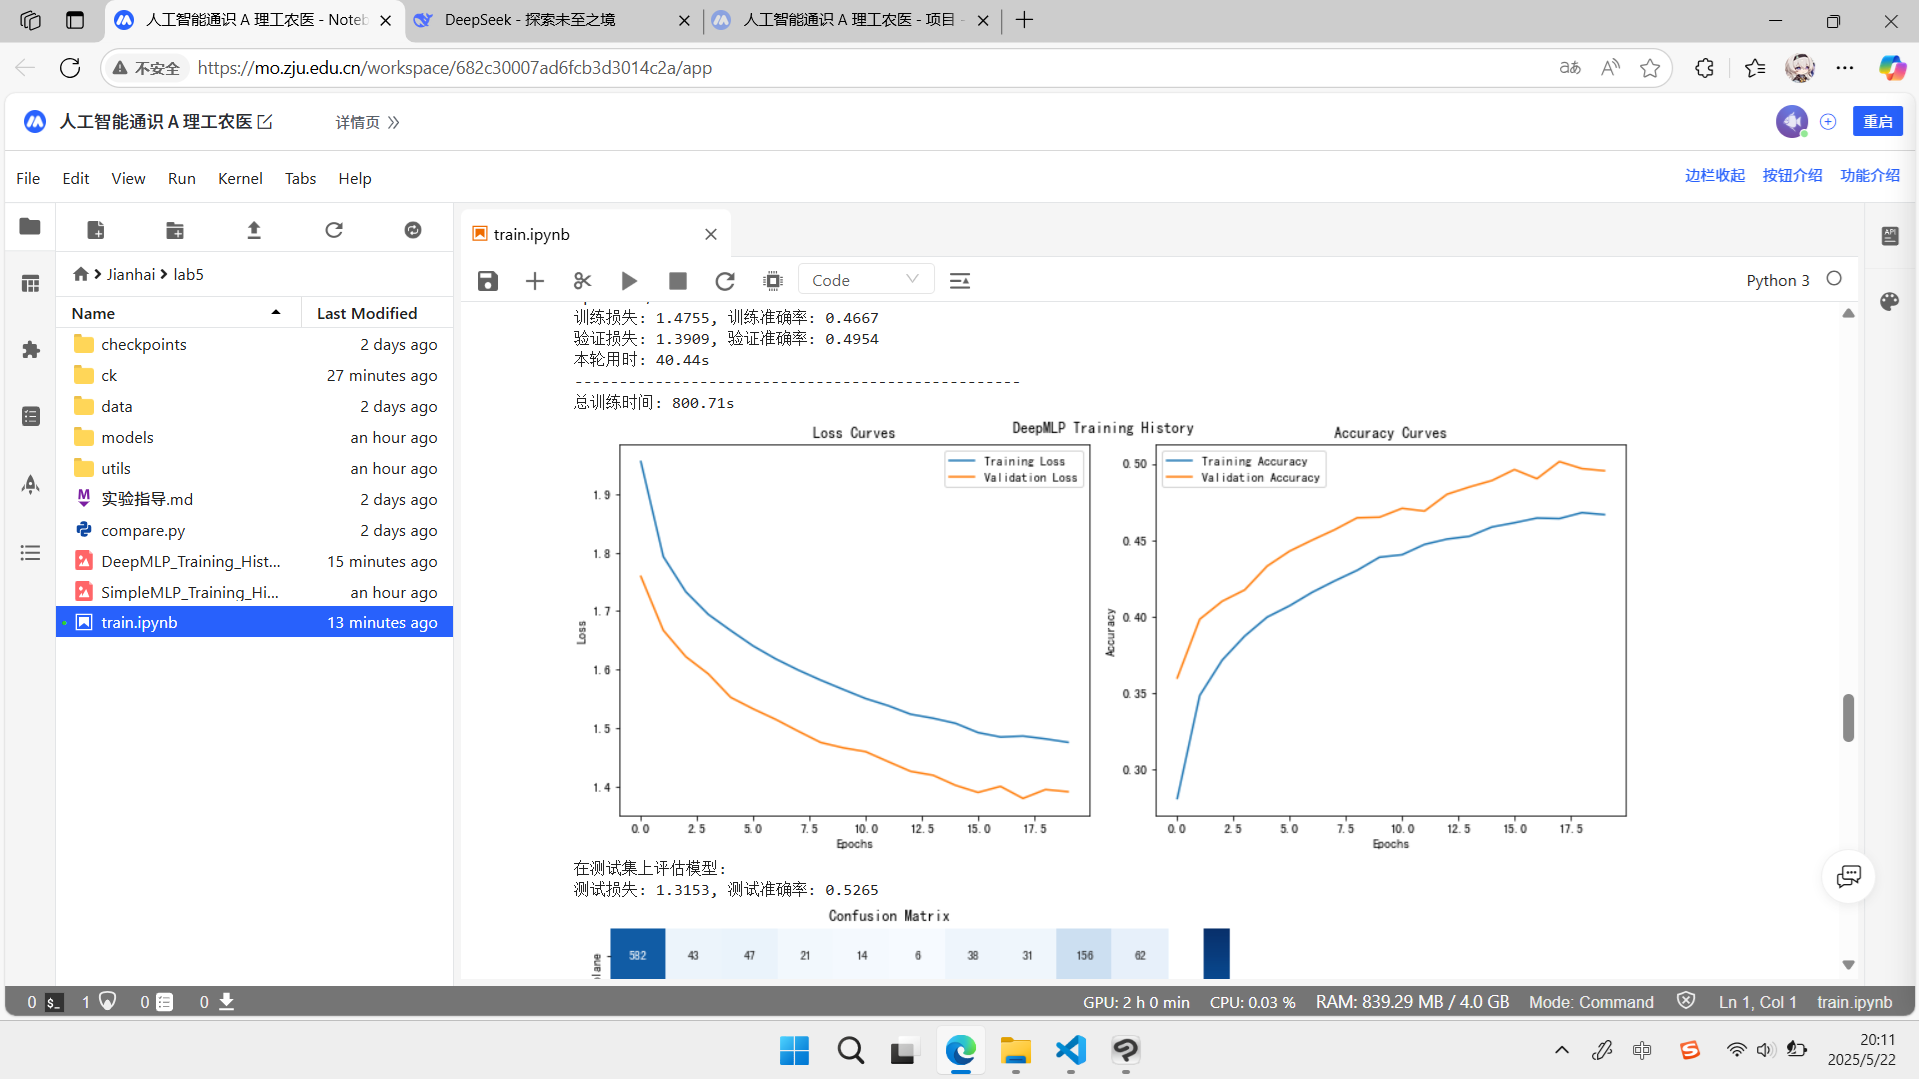 人工智能通识 A 理工农医 - Noteb
DeepSeek - 探索未至之境
人工智能通识 A 理工农医 - 项目 -
不安全
https://mo.zju.edu.cn/workspace/682c30007ad6fcb3d3014c2a/app
人工智能通识 A 理工农医
详情页
重启
File Edit View Run Kernel Tabs Help
边栏收起 按钮介绍 功能介绍
Jianhai lab5
Name Last Modified
checkpoints 2 days ago
ck 27 minutes ago
data 2 days ago
models an hour ago
utils an hour ago
实验指导.md 2 days ago
compare.py 2 days ago
DeepMLP_Training_Hist... 15 minutes ago
SimpleMLP_Training_Hi... an hour ago
train.ipynb 13 minutes ago
train.ipynb
Code
Python 3
API
训练损失: 1.4755, 训练准确率: 0.4667
验证损失: 1.3909, 验证准确率: 0.4954
本轮用时: 40.44s
--------------------------------------------------
总训练时间: 800.71s
DeepMLP Training History
Loss Curves
Training Loss
Validation Loss
1.9
1.8
1.7
1.6
1.5
1.4
Loss
0.0 2.5 5.0 7.5 10.0 12.5 15.0 17.5
Epochs
Accuracy Curves
Training Accuracy
Validation Accuracy
0.50
0.45
0.40
0.35
0.30
Accuracy
0.0 2.5 5.0 7.5 10.0 12.5 15.0 17.5
Epochs
在测试集上评估模型:
测试损失: 1.3153, 测试准确率: 0.5265
Confusion Matrix
582 43 47 21 14 6 38 31 156 62
plane
0 1 0 0
GPU: 2 h 0 min CPU: 0.03 % RAM: 839.29 MB / 4.0 GB Mode: Command Ln 1, Col 1 train.ipynb
中
20:11
2025/5/22